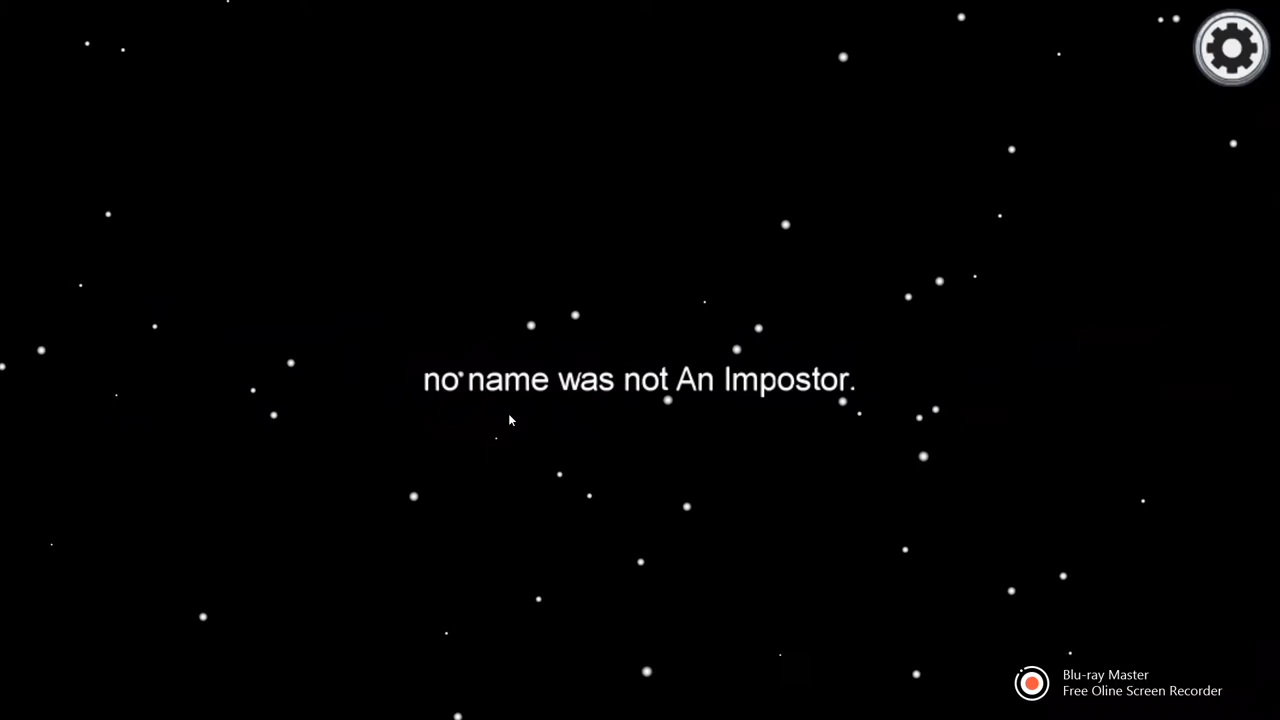 no name was not An Impostor.
Blu-ray Master
Free Oline Screen Recorder